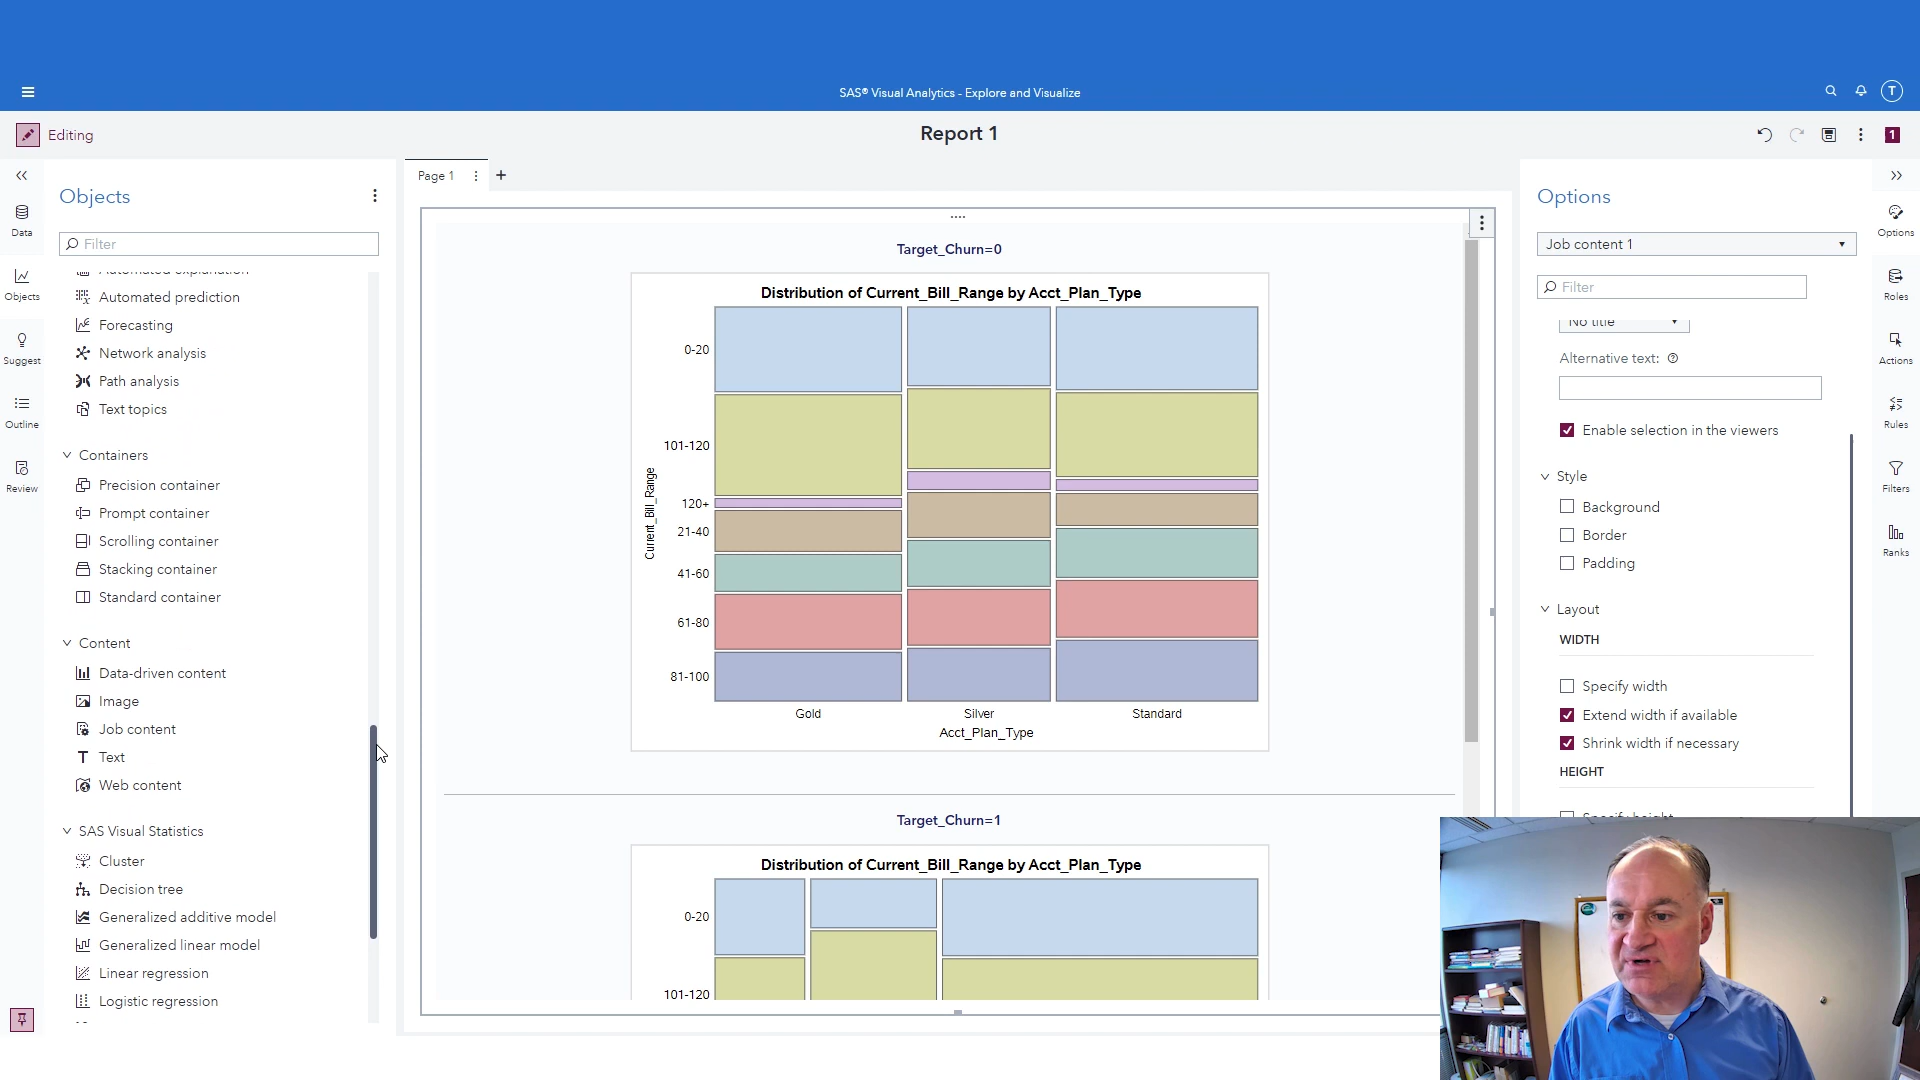 SAS® Visual Analytics - Explore and Visualize
T
Editing
Report 1
1
Data
Objects
Suggest
Outline
Review
Objects
Filter
Automated explanation
Automated prediction
Forecasting
Network analysis
Path analysis
Text topics
Containers
Precision container
Prompt container
Scrolling container
Stacking container
Standard container
Content
Data-driven content
Image
Job content
Text
Web content
SAS Visual Statistics
Cluster
Decision tree
Generalized additive model
Generalized linear model
Linear regression
Logistic regression
Page 1
Target_Churn=0
Distribution of Current_Bill_Range by Acct_Plan_Type
Current_Bill_Range
0-20
101-120
120+
21-40
41-60
61-80
81-100
Gold Silver Standard
Acct_Plan_Type
Target_Churn=1
Distribution of Current_Bill_Range by Acct_Plan_Type
0-20
101-120
Options
Job content 1
Filter
No title
Alternative text:
Enable selection in the viewers
Style
Background
Border
Padding
Layout
WIDTH
Specify width
Extend width if available
Shrink width if necessary
HEIGHT
Specify height
Options
Roles
Actions
Rules
Filters
Ranks